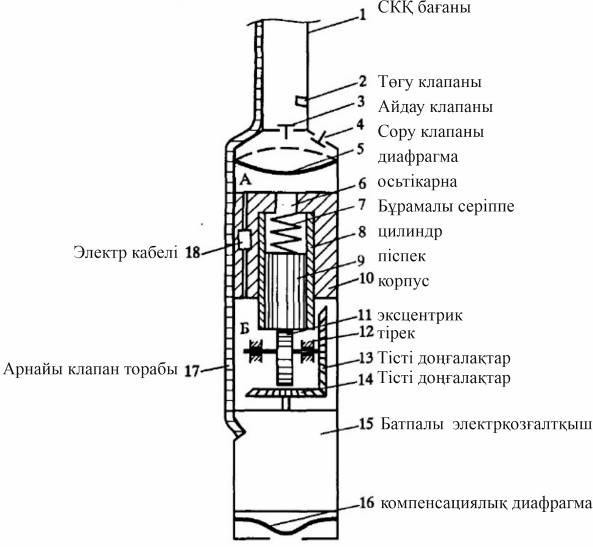 1 СКҚ бағаны
2 Төгу клапаны
3 Айдау клапаны
4 Сору клапаны
5 диафрагма
А
6 осьтікарна
7 Бұрамалы серіппе
8 цилиндр
Электр кабелі 18
9 піспек
10 корпус
Б
11 эксцентрик
12 тірек
13 Тісті доңғалақтар
Арнайы клапан торабы 17
14 Тісті доңғалақтар
15 Батпалы электрқозғалтқыш
16 компенсациялық диафрагма